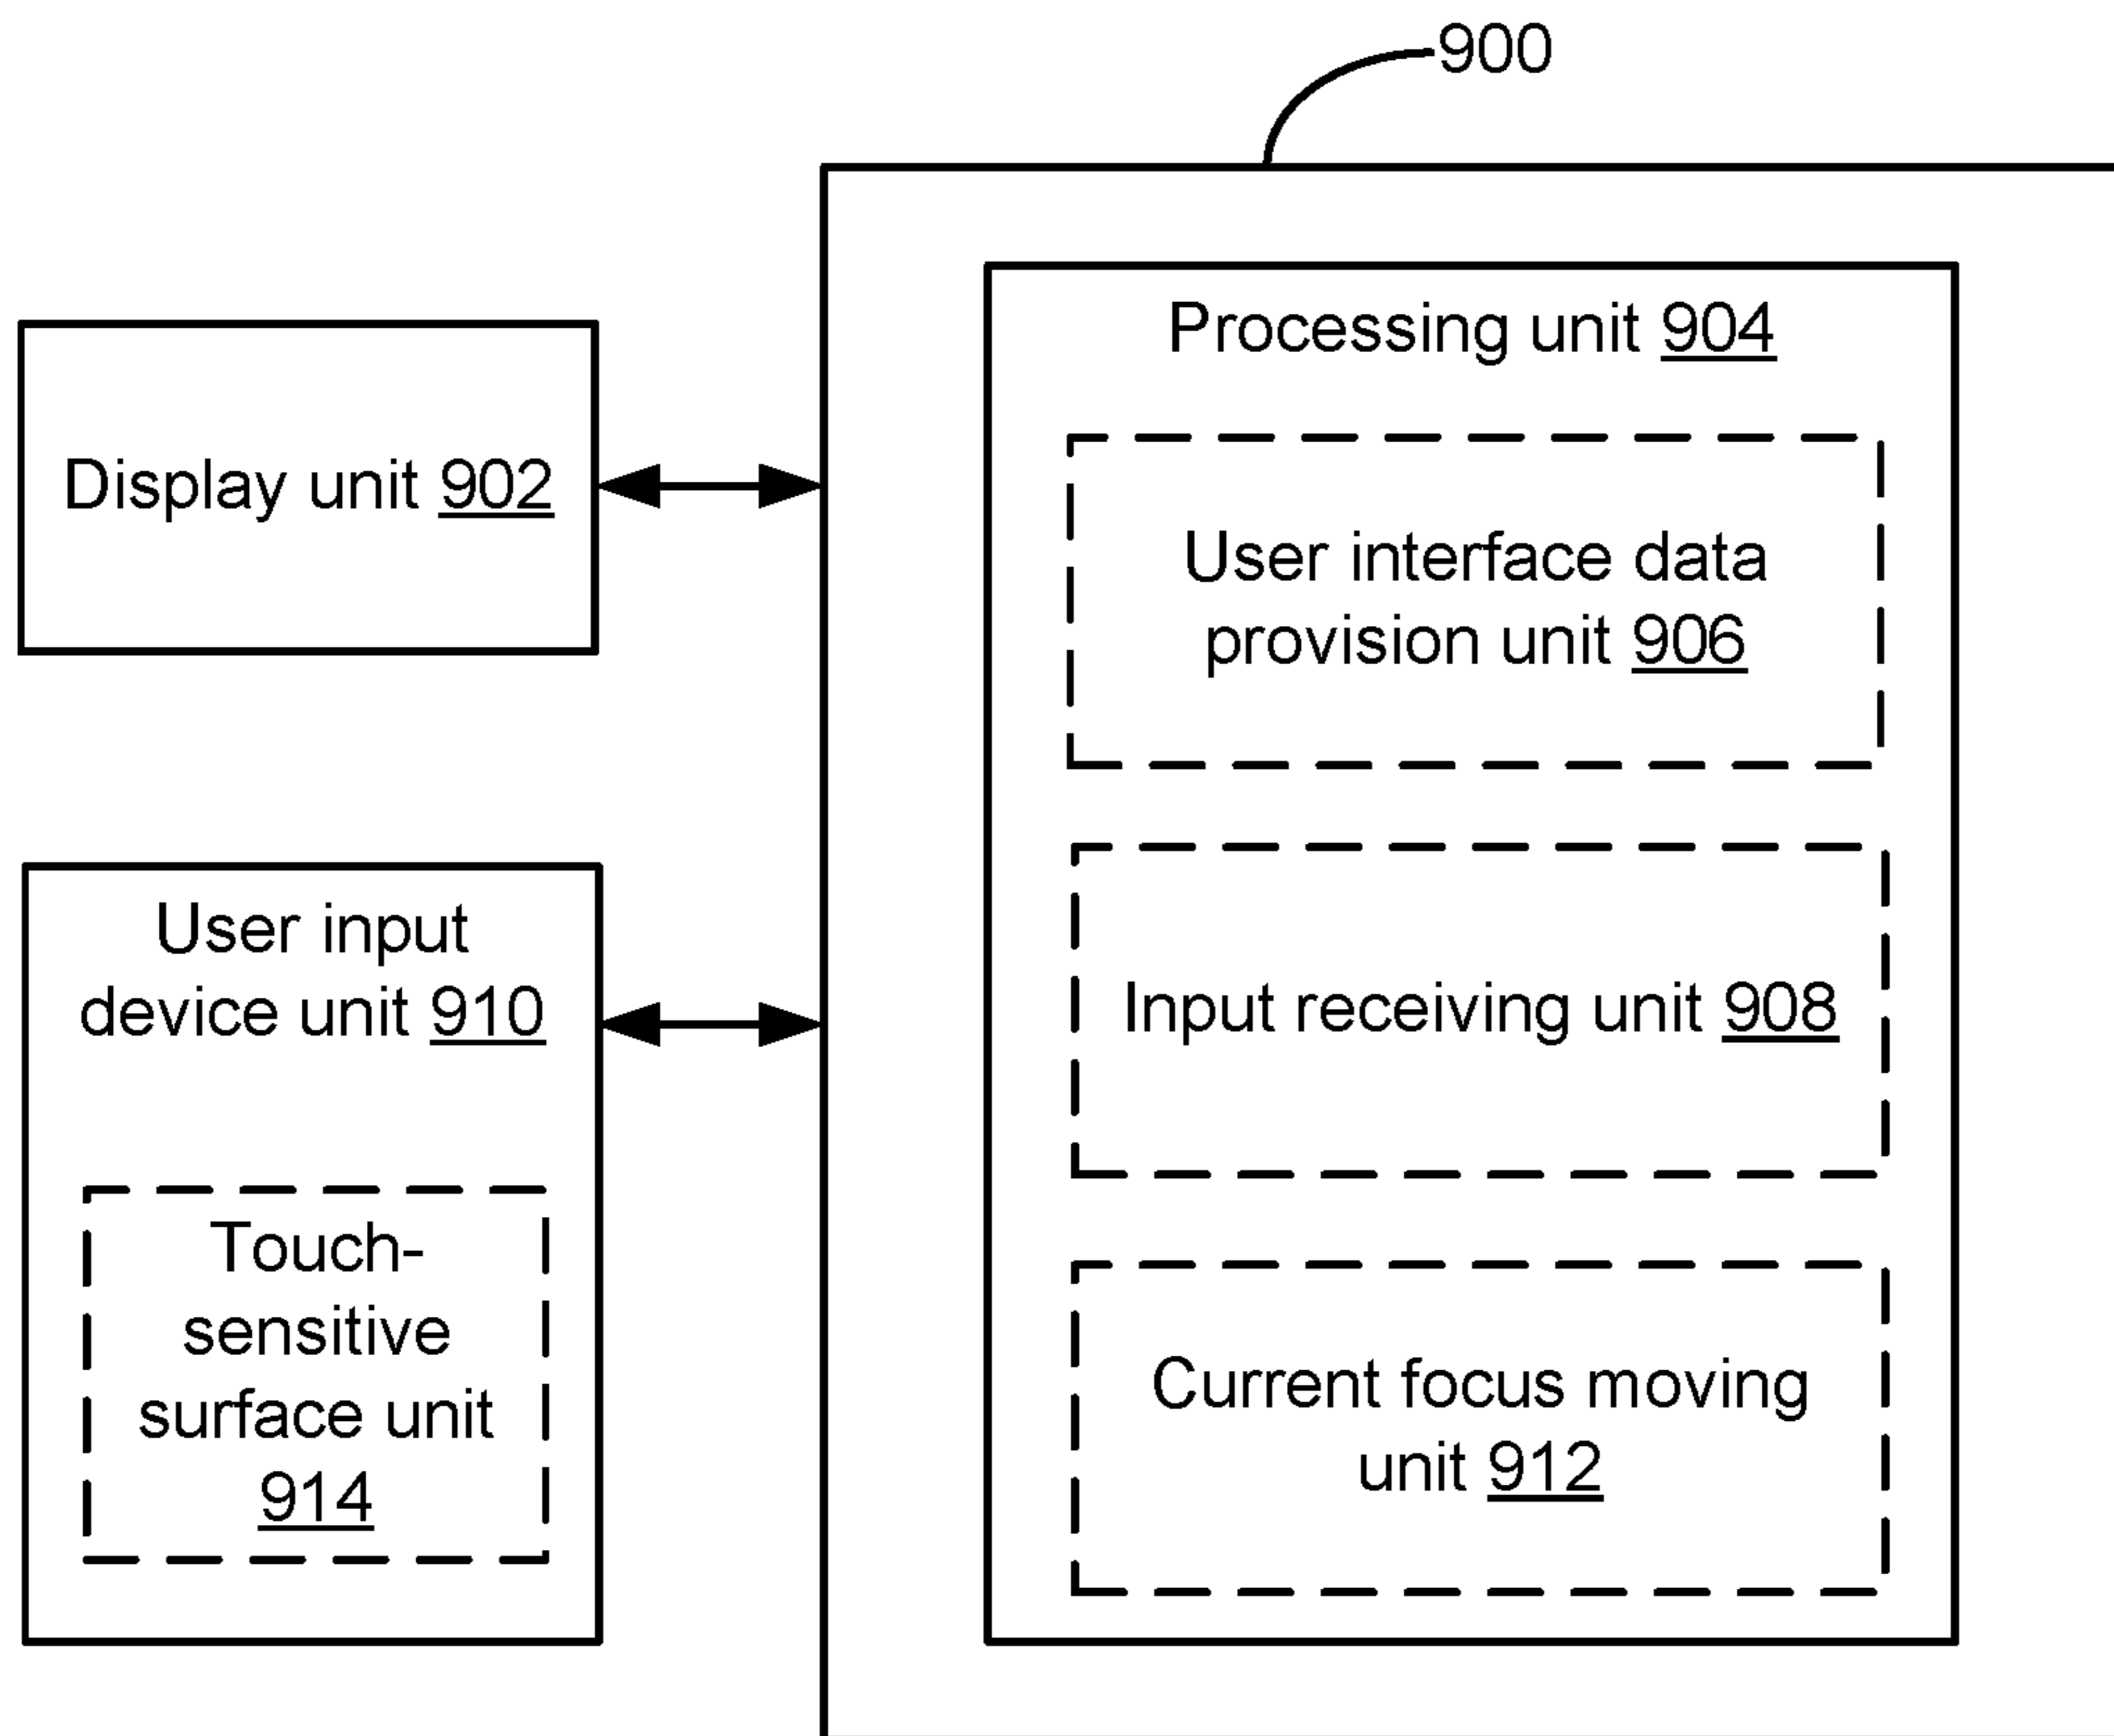 900
Processing unit 904
Display unit 902
User interface data
provision unit 906
User input
device unit 910
Input receiving unit 908
Touch-
sensitive
surface unit
914
Current focus moving
unit 912